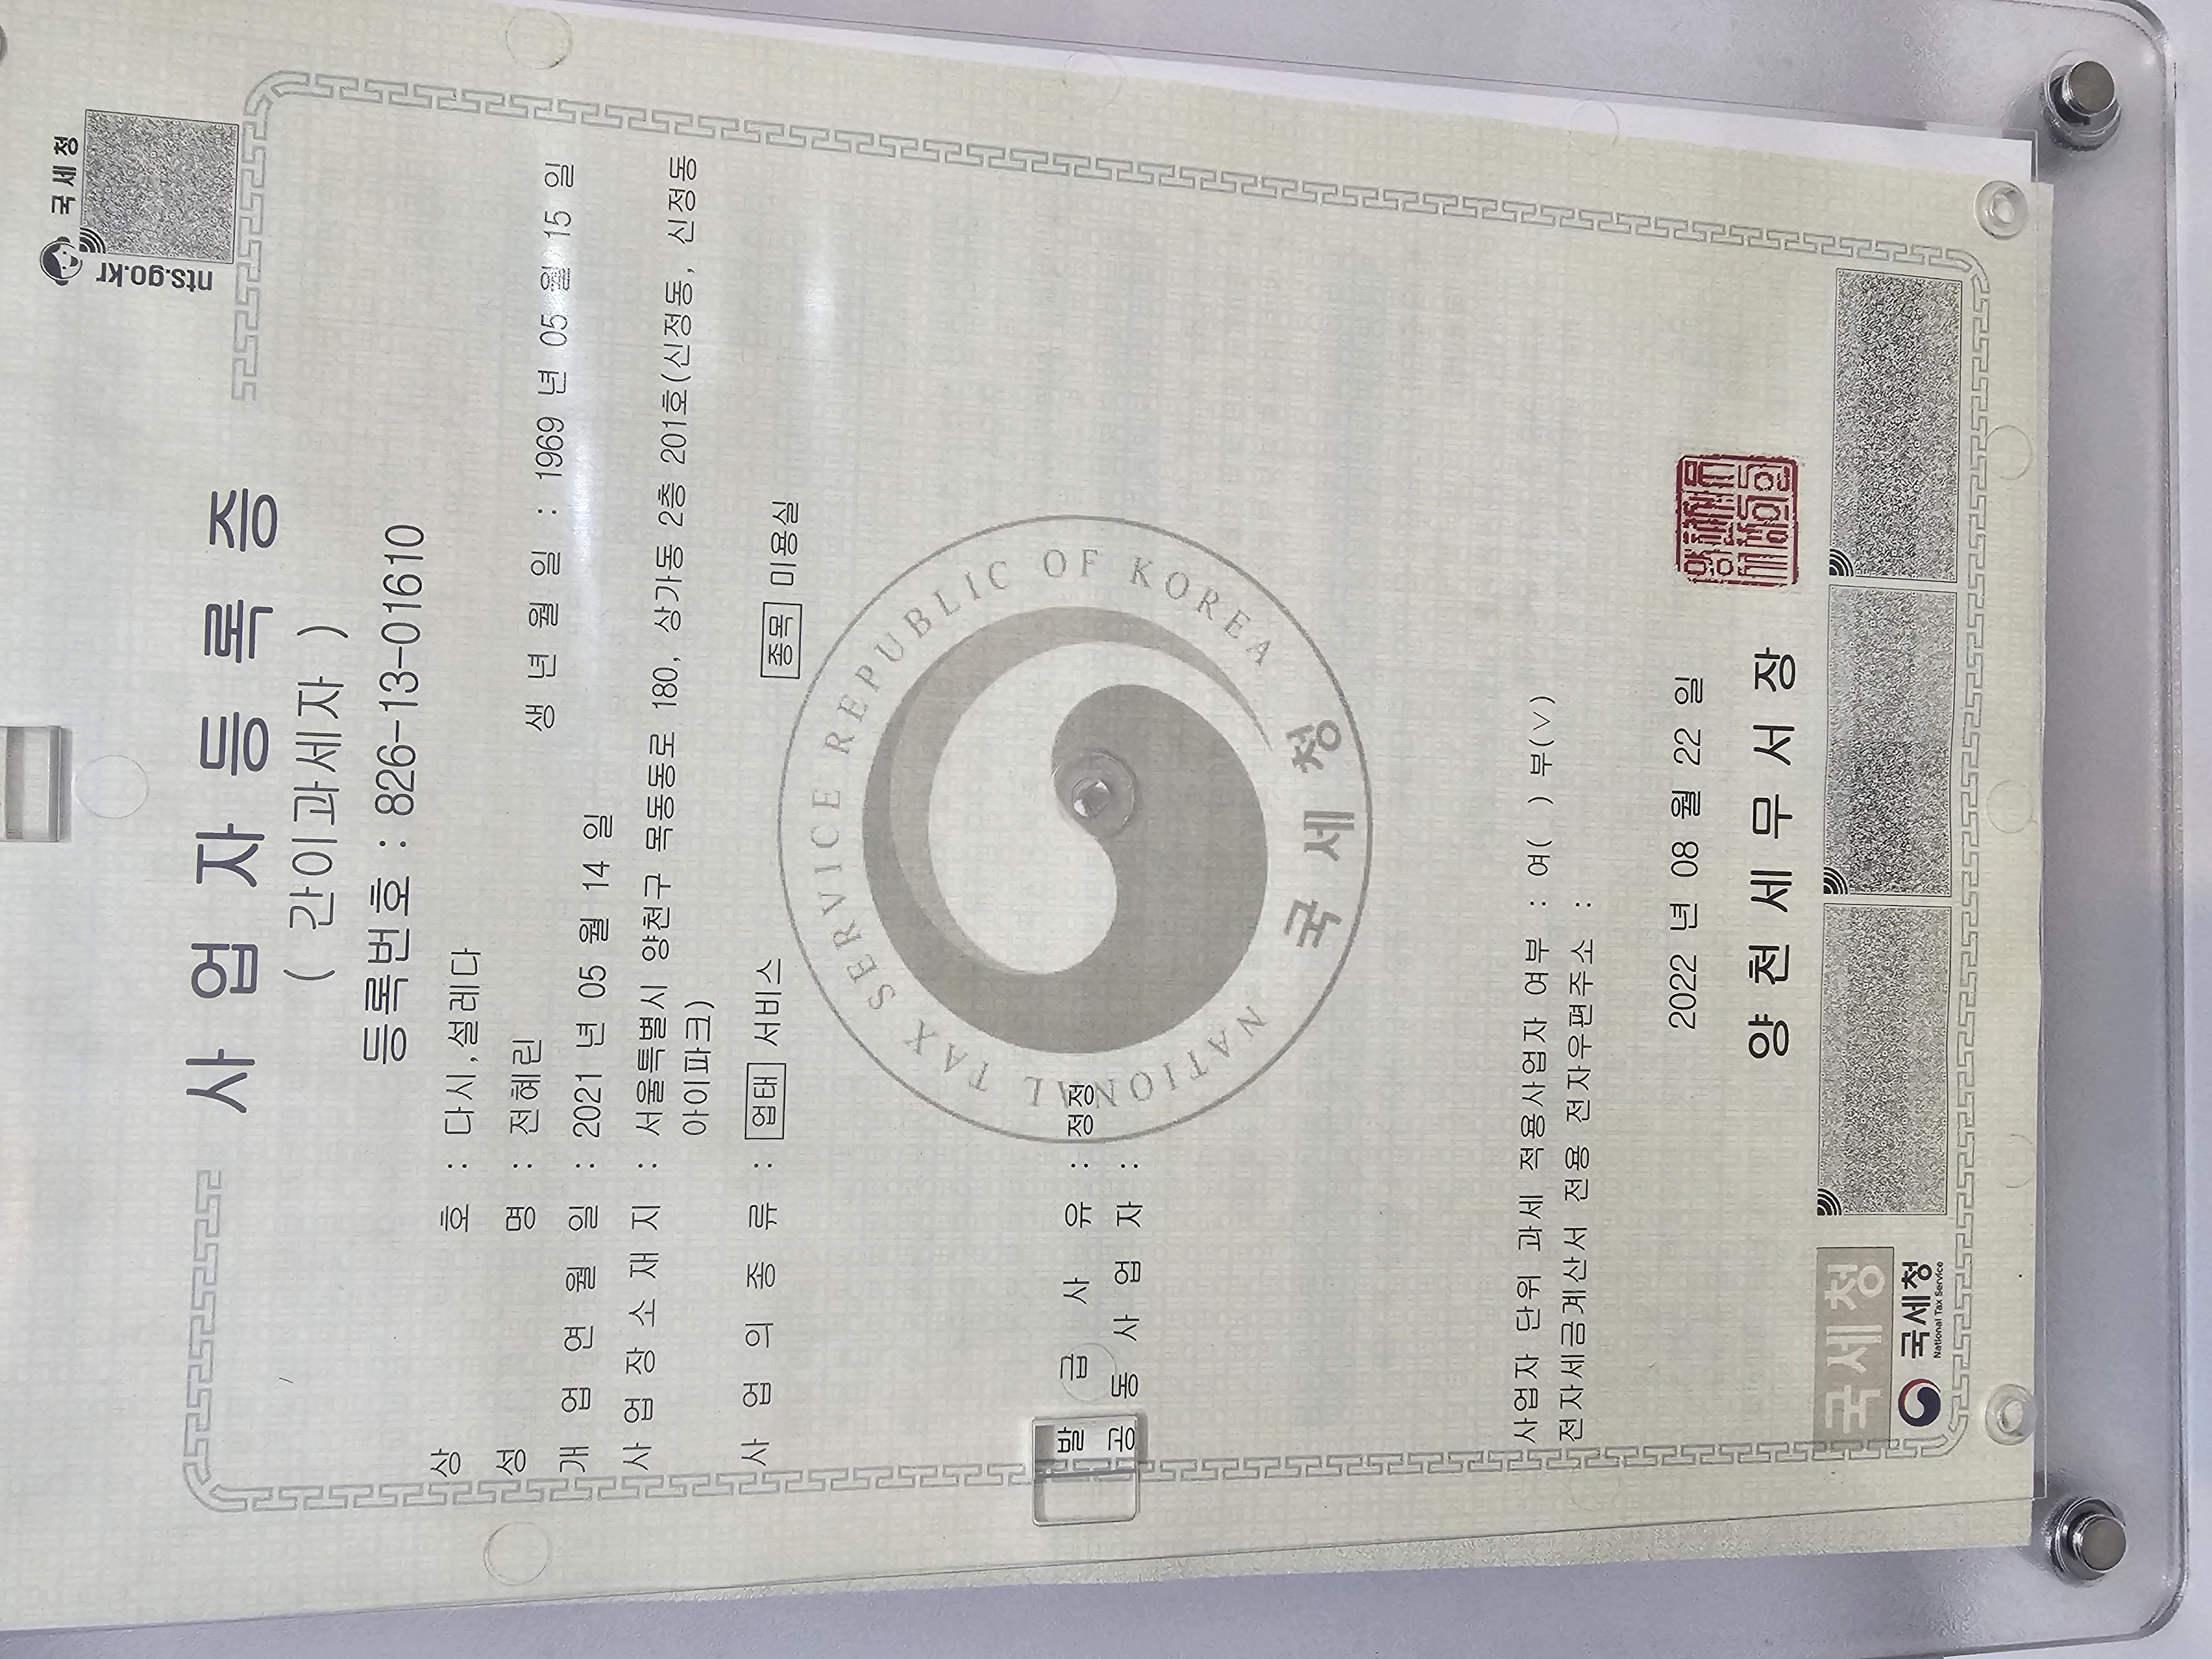 국세청
nts.go.kr
사업자등록증
( 간이과세자 )
등록번호 : 826-13-01610
상 호 : 다시,설레다
성 명 : 전혜린 생 년 월 일 : 1969 년 05 월 15 일
개 업 연 월 일 : 2021 년 05 월 14 일
사 업 장 소 재 지 : 서울특별시 양천구 목동동로 180, 상가동 2층 201호(신정동, 신정동
아이파크)
사 업 의 종 류 : 업태 서비스 종목 미용실
NATIONAL TAX SERVICE REPUBLIC OF KOREA
국세청
발 급 사 유 : 정정
공 동 사 업 자 :
사업자 단위 과세 적용사업자 여부 : 여( ) 부(∨)
전자세금계산서 전용 전자우편주소 :
2022 년 08 월 22 일
양 천 세 무 서 장
국세청
국세청
National Tax Service